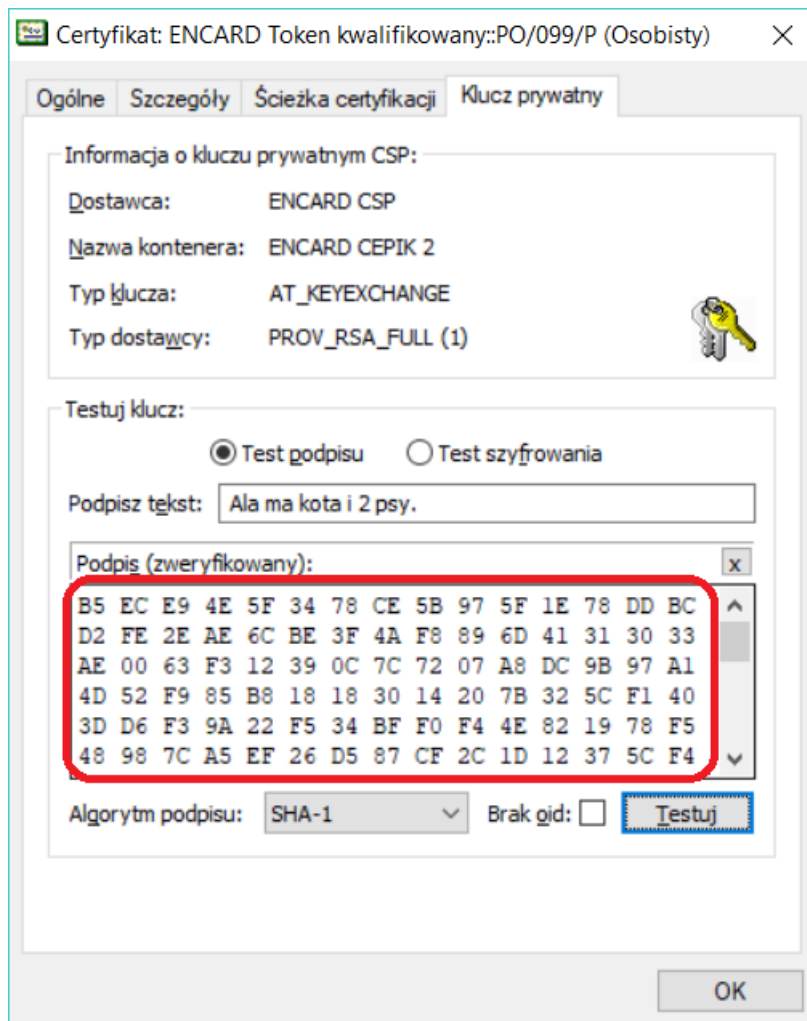 Certyfikat: ENCARD Token kwalifikowany::PO/099/P (Osobisty)
Ogólne Szczegóły Ścieżka certyfikacji Klucz prywatny
Informacja o kluczu prywatnym CSP:
Dostawca: ENCARD CSP
Nazwa kontenera: ENCARD CEPIK 2
Typ klucza: AT_KEYEXCHANGE
Typ dostawcy: PROV_RSA_FULL (1)
Testuj klucz:
Test podpisu Test szyfrowania
Podpisz tekst: Ala ma kota i 2 psy.
Podpis (zweryfikowany): x
B5 EC E9 4E 5F 34 78 CE 5B 97 5F 1E 78 DD BC
D2 FE 2E AE 6C BE 3F 4A F8 89 6D 41 31 30 33
AE 00 63 F3 12 39 0C 7C 72 07 A8 DC 9B 97 A1
4D 52 F9 85 B8 18 18 30 14 20 7B 32 5C F1 40
3D D6 F3 9A 22 F5 34 BF F0 F4 4E 82 19 78 F5
48 98 7C A5 EF 26 D5 87 CF 2C 1D 12 37 5C F4
Algorytm podpisu: SHA-1 Brak oid: Testuj
OK